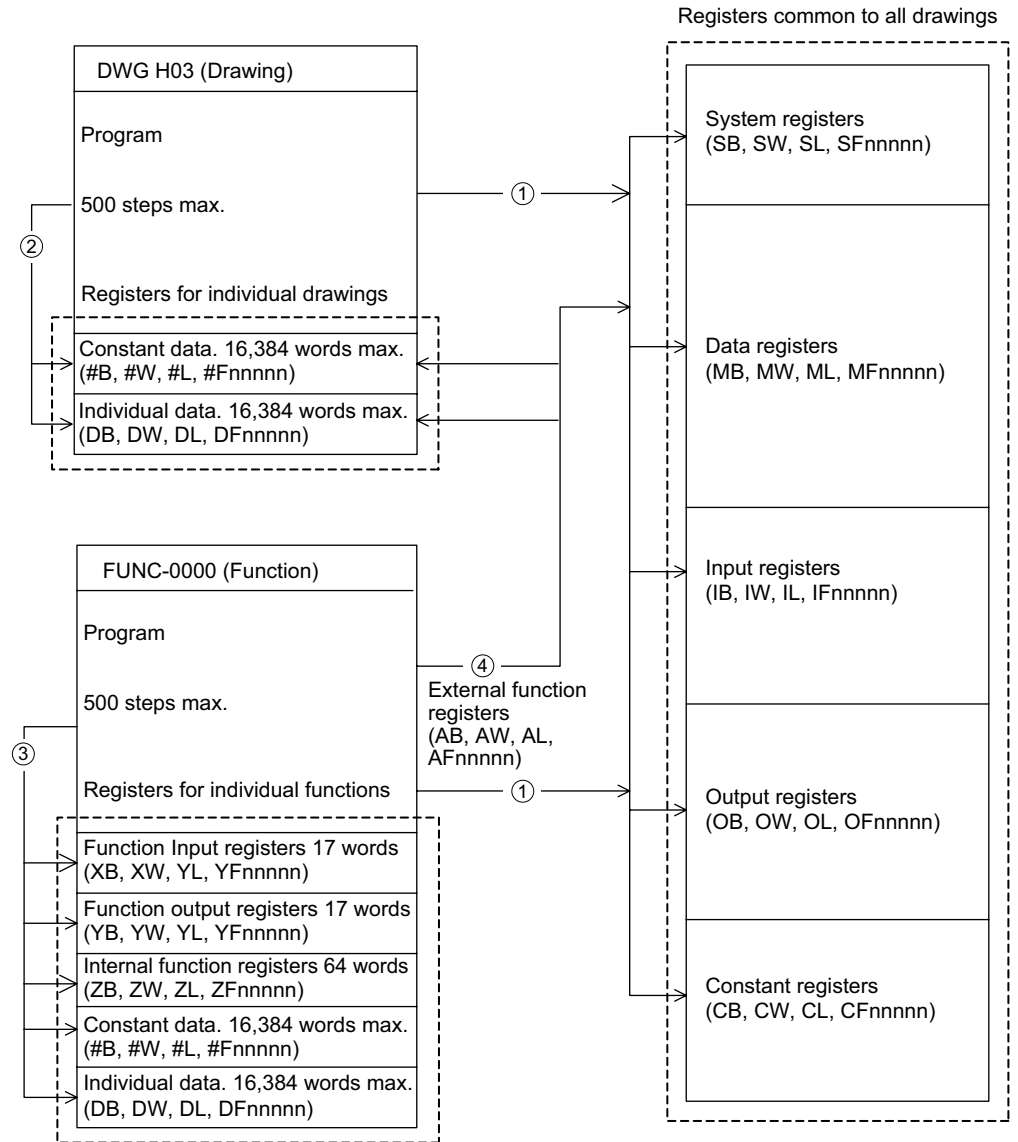 Registers common to all drawings
DWG H03 (Drawing)
Program
500 steps max.
①
②
Registers for individual drawings
Constant data. 16,384 words max.
(#B, #W, #L, #Fnnnnn)
Individual data. 16,384 words max.
(DB, DW, DL, DFnnnnn)
System registers
(SB, SW, SL, SFnnnnn)
Data registers
(MB, MW, ML, MFnnnnn)
Input registers
(IB, IW, IL, IFnnnnn)
Output registers
(OB, OW, OL, OFnnnnn)
Constant registers
(CB, CW, CL, CFnnnnn)
FUNC-0000 (Function)
Program
④
500 steps max.
External function
registers
(AB, AW, AL,
AFnnnnn)
③
①
Registers for individual functions
Function Input registers 17 words
(XB, XW, YL, YFnnnnn)
Function output registers 17 words
(YB, YW, YL, YFnnnnn)
Internal function registers 64 words
(ZB, ZW, ZL, ZFnnnnn)
Constant data. 16,384 words max.
(#B, #W, #L, #Fnnnnn)
Individual data. 16,384 words max.
(DB, DW, DL, DFnnnnn)